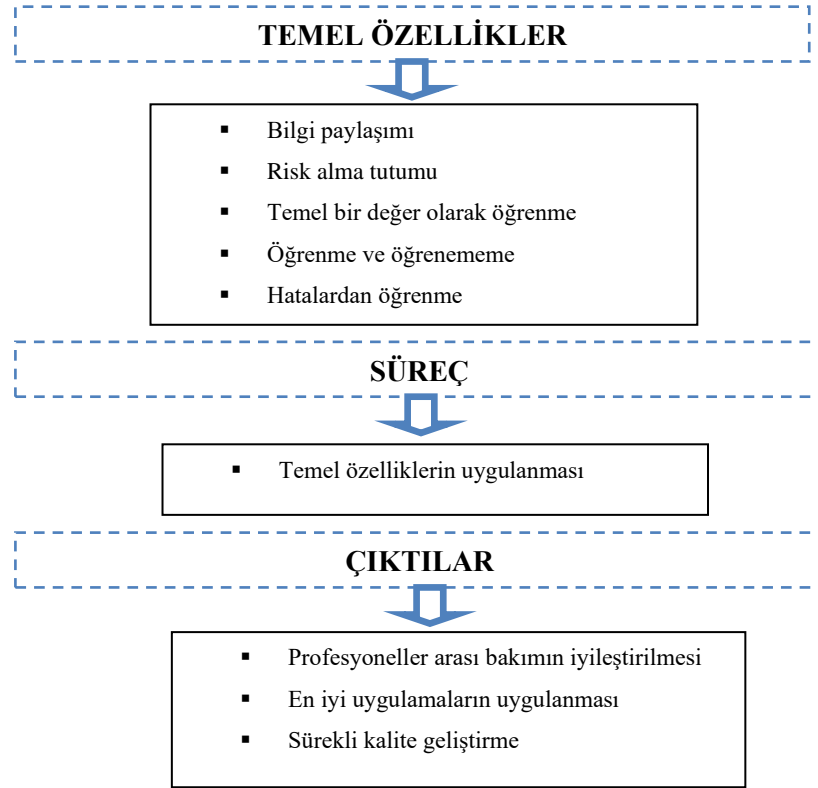 TEMEL ÖZELLİKLER
▪ Bilgi paylaşımı
▪ Risk alma tutumu
▪ Temel bir değer olarak öğrenme
▪ Öğrenme ve öğrenememe
▪ Hatalardan öğrenme
SÜREÇ
▪ Temel özelliklerin uygulanması
ÇIKTILAR
▪ Profesyoneller arası bakımın iyileştirilmesi
▪ En iyi uygulamaların uygulanması
▪ Sürekli kalite geliştirme